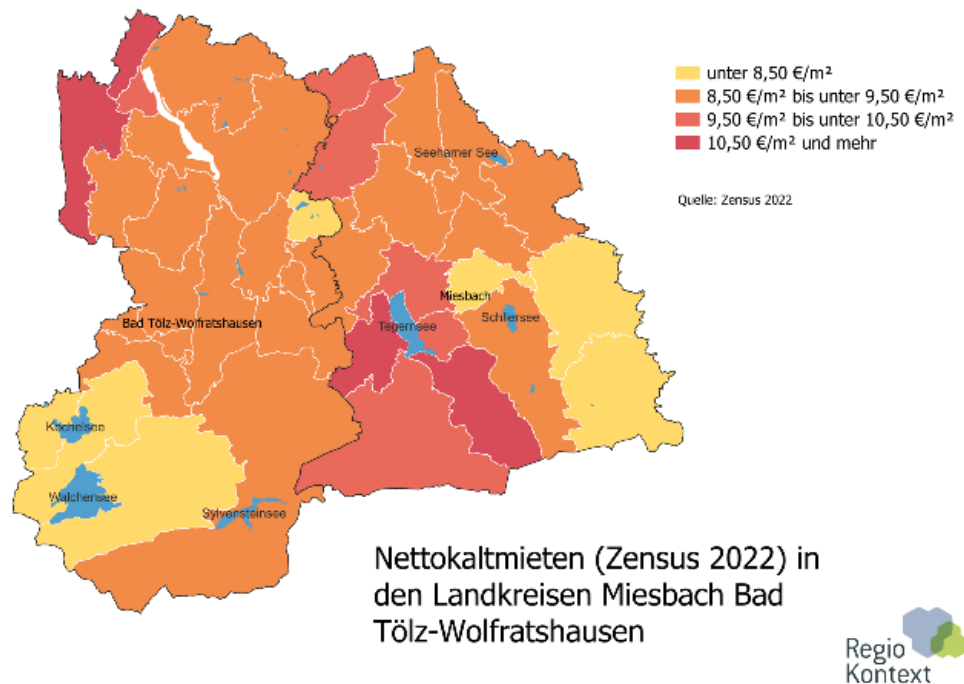 unter 8,50 €/m²
8,50 €/m² bis unter 9,50 €/m²
9,50 €/m² bis unter 10,50 €/m²
10,50 €/m² und mehr
Quelle: Zensus 2022
Seehamer See
Miesbach
Tegernsee
Schliersee
Bad Tölz-Wolfratshausen
Kochelsee
Walchensee
Sylvensteinsee
Nettokaltmieten (Zensus 2022) in
den Landkreisen Miesbach Bad
Tölz-Wolfratshausen
Regio
Kontext